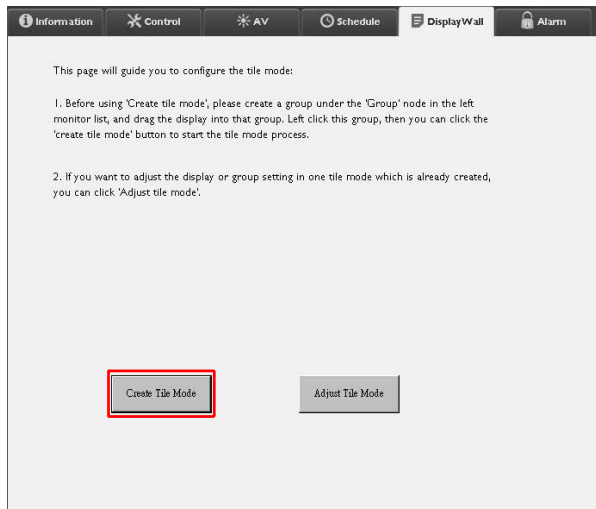 Information Control AV Schedule DisplayWall Alarm
This page will guide you to configure the tile mode:
1. Before using 'Create tile mode', please create a group under the 'Group' node in the left
monitor list, and drag the display into that group. Left click this group, then you can click the
'create tile mode' button to start the tile mode process.
2. If you want to adjust the display or group setting in one tile mode which is already created,
you can click 'Adjust tile mode'.
Create Tile Mode Adjust Tile Mode